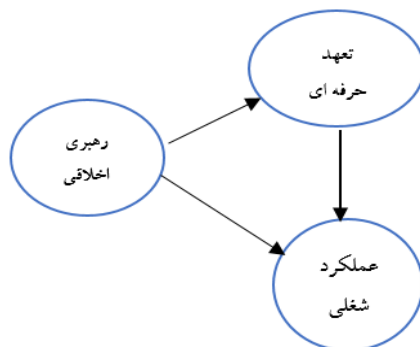 تعهد
حرفه ای
رهبری
اخلاقی
عملکرد
شغلی